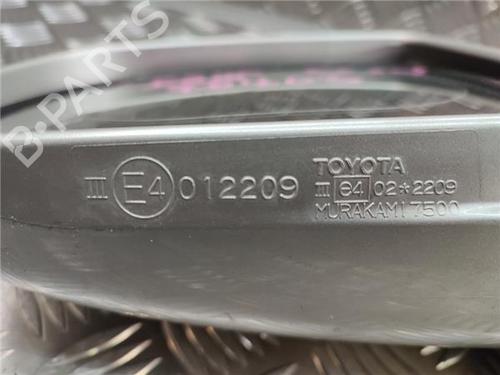 B-PARTS
III E4 012209
TOYOTA
III e4 02*2209
MURAKAMI 7500